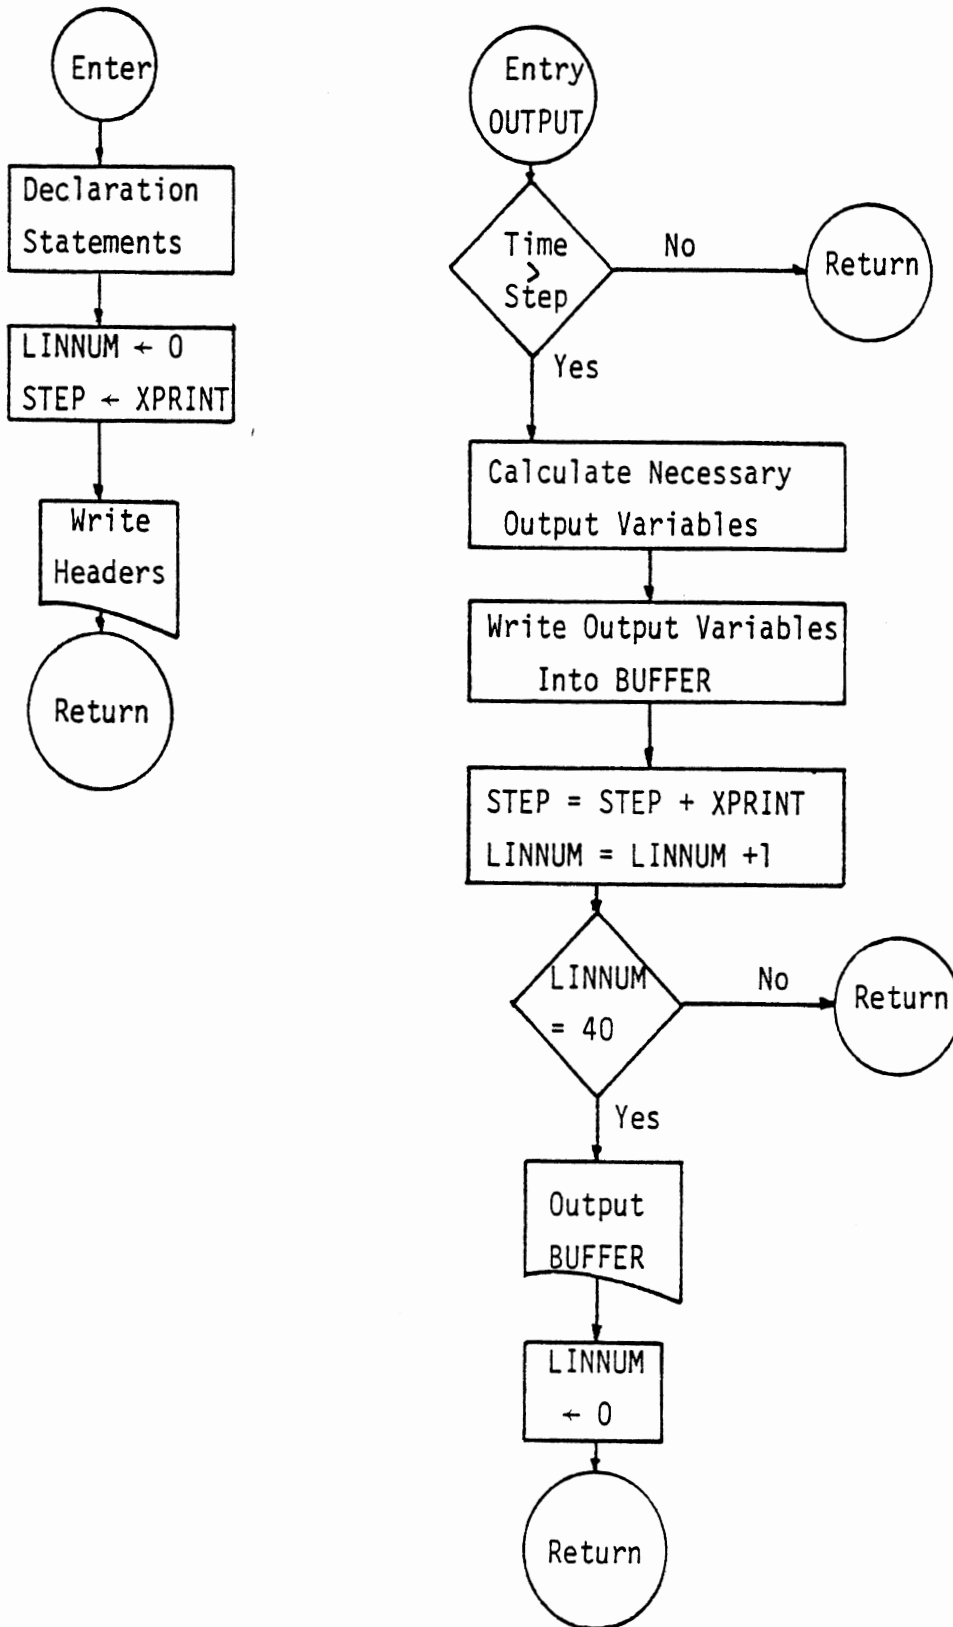 Enter
Declaration
Statements
LINNUM ← 0
STEP ← XPRINT
Write
Headers
Return
Entry
OUTPUT
Time
>
Step
No
Return
Yes
Calculate Necessary
Output Variables
Write Output Variables
Into BUFFER
STEP = STEP + XPRINT
LINNUM = LINNUM +1
LINNUM
= 40
No
Return
Yes
Output
BUFFER
LINNUM
← 0
Return